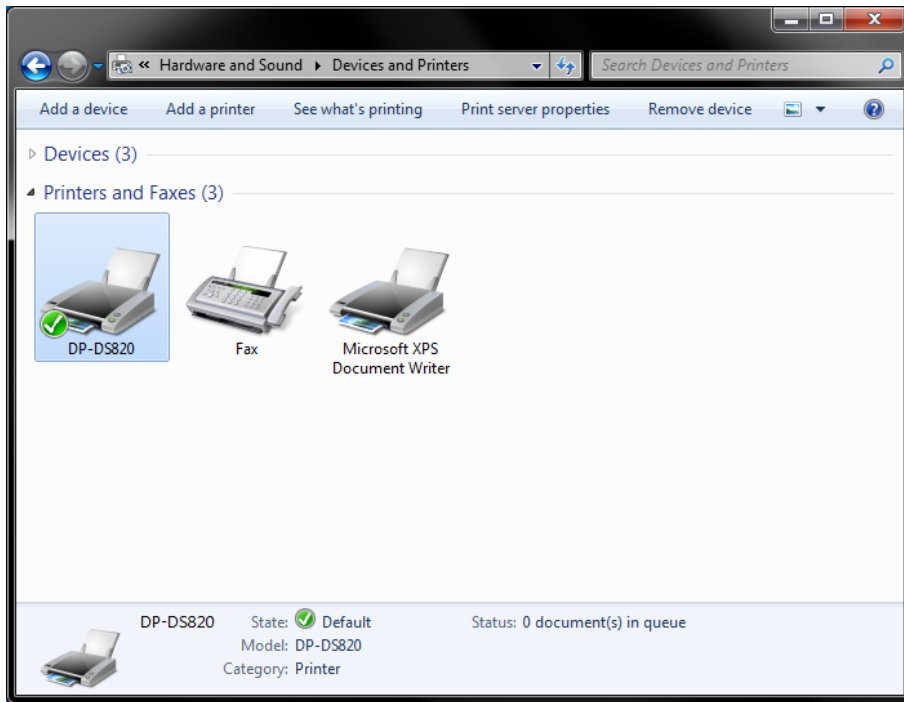 « Hardware and Sound ▸ Devices and Printers
Search Devices and Printers
Add a device Add a printer See what's printing Print server properties Remove device
Devices (3)
Printers and Faxes (3)
DP-DS820
Fax
Microsoft XPS
Document Writer
DP-DS820 State: Default Status: 0 document(s) in queue
Model: DP-DS820
Category: Printer